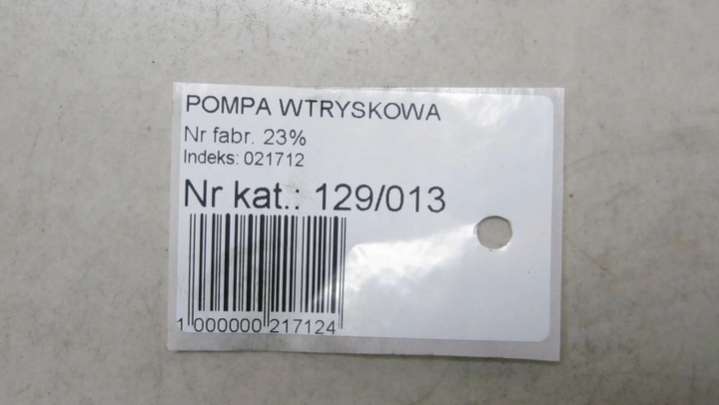 POMPA WTRYSKOWA
Nr fabr. 23%
Indeks: 021712
Nr kat.: 129/013
1 000000 217124